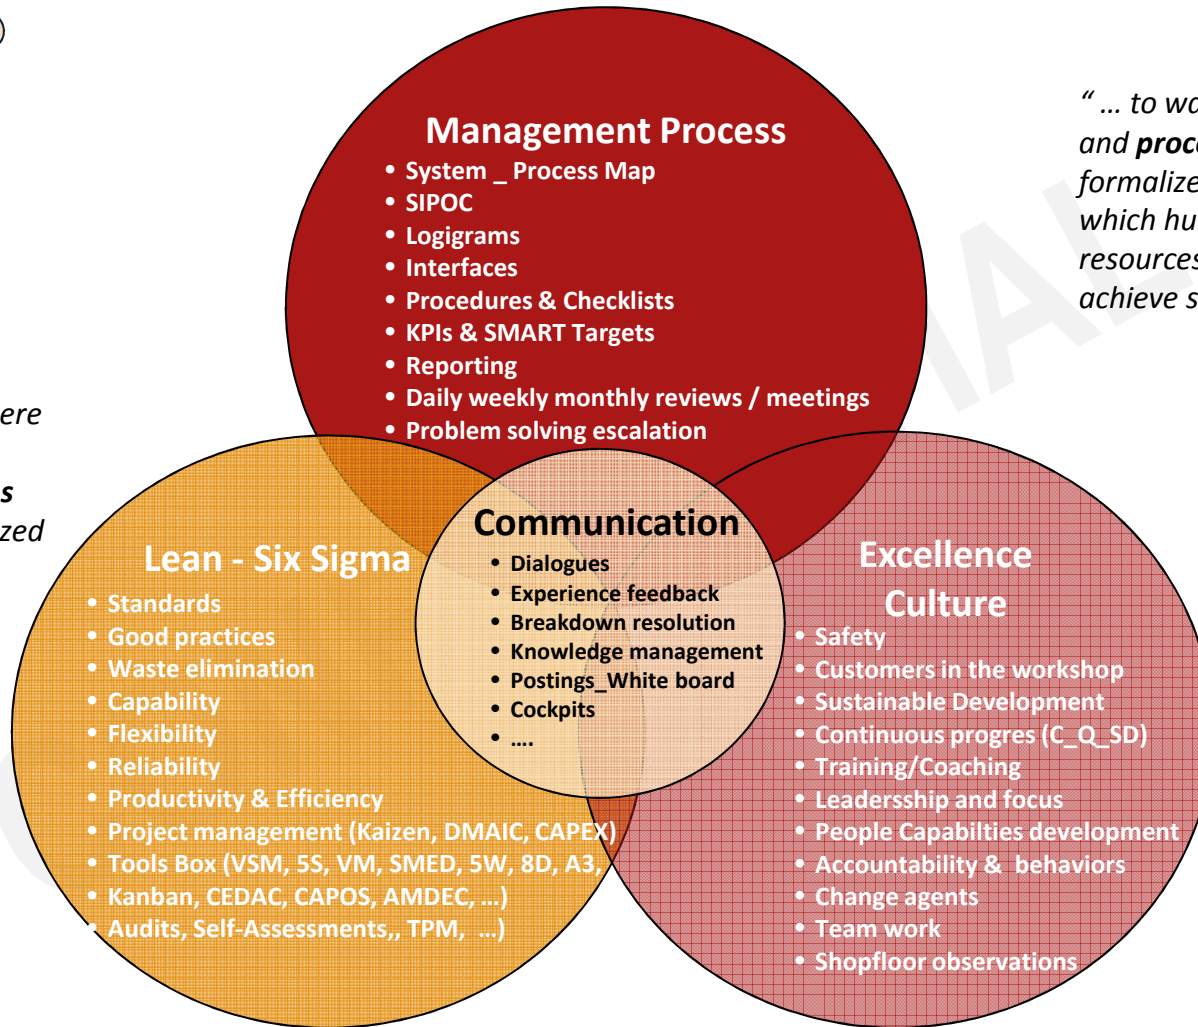 Management Process
• System _ Process Map
• SIPOC
• Logigrams
• Interfaces
• Procedures & Checklists
• KPIs & SMART Targets
• Reporting
• Daily weekly monthly reviews / meetings
• Problem solving escalation
“ … to
and
formalize
which
resources
achieve
ere
s
zed
Communication
• Dialogues
• Experience feedback
• Breakdown resolution
• Knowledge management
• Postings_White board
• Cockpits
• ….
Lean - Six Sigma
• Standards
• Good practices
• Waste elimination
• Capability
• Flexibility
• Reliability
• Productivity & Efficiency
• Project management (Kaizen, DMAIC, CAPEX)
• Tools Box (VSM, 5S, VM, SMED, 5W, 8D, A3,
• Kanban, CEDAC, CAPOS, AMDEC, …)
• Audits, Self-Assessments,, TPM, …)
Excellence
Culture
• Safety
• Customers in the workshop
• Sustainable Development
• Continuous progres (C_Q_SD)
• Training/Coaching
• Leadersship and focus
• People Capabilties development
• Accountability & behaviors
• Change agents
• Team work
• Shopfloor observations